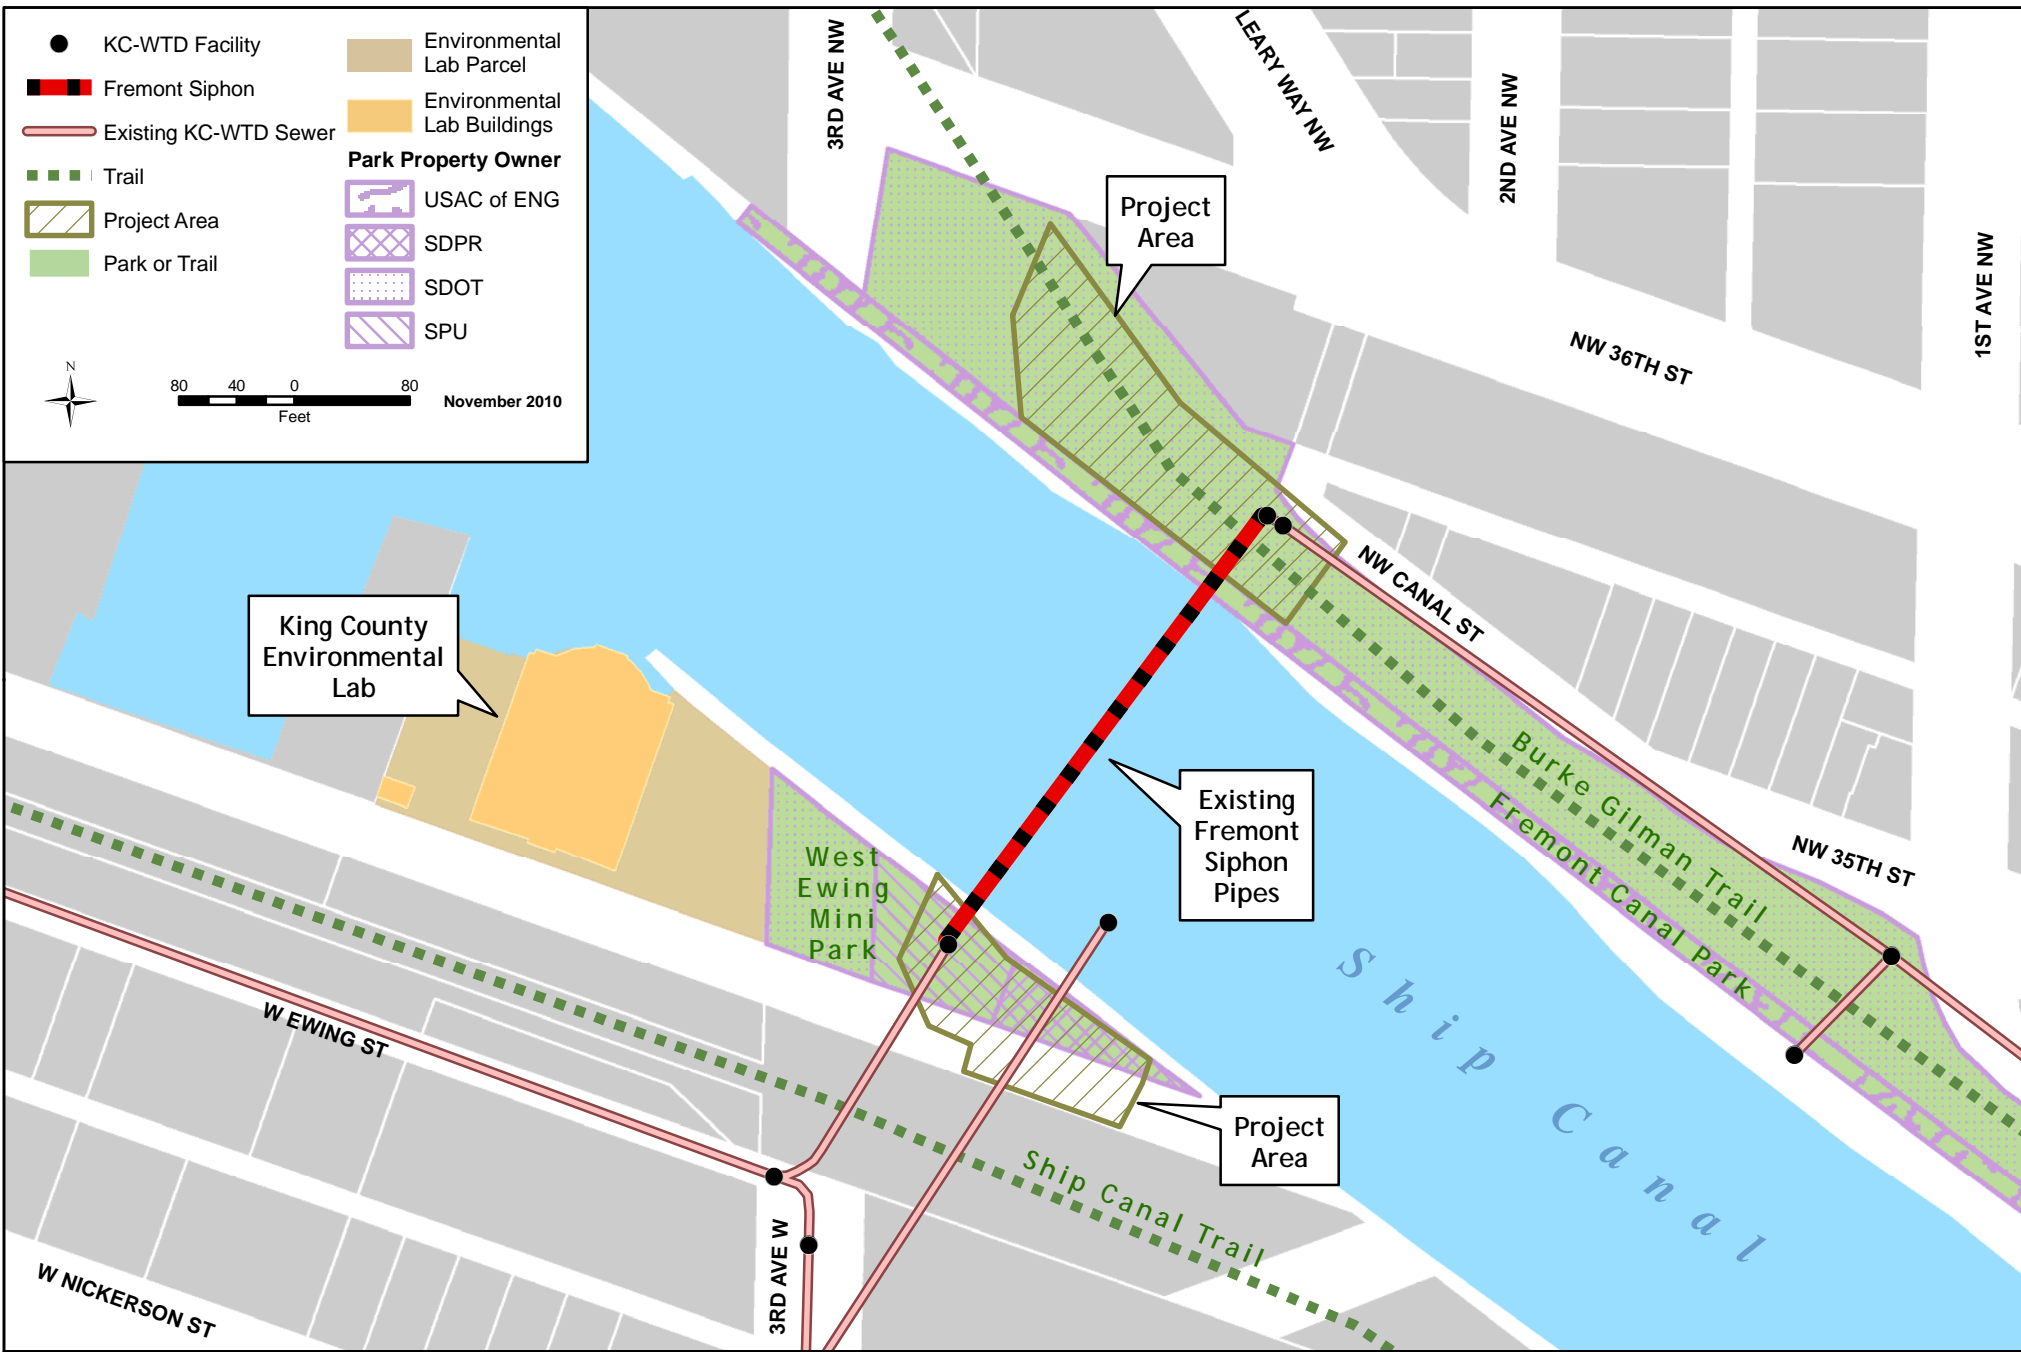 KC-WTD Facility
Fremont Siphon
Existing KC-WTD Sewer
Trail
Project Area
Park or Trail
Environmental
Lab Parcel
Environmental
Lab Buildings
Park Property Owner
USAC of ENG
SDPR
SDOT
SPU
N
80 40 0 80
Feet
November 2010
3RD AVE NW
LEARY WAY NW
2ND AVE NW
1ST AVE NW
Project
Area
NW 36TH ST
NW CANAL ST
NW 35TH ST
King County
Environmental
Lab
Existing
Fremont
Siphon
Pipes
Burke Gilman Trail
Fremont Canal Park
West
Ewing
Mini
Park
Ship Canal
Project
Area
Ship Canal Trail
W EWING ST
3RD AVE W
W NICKERSON ST